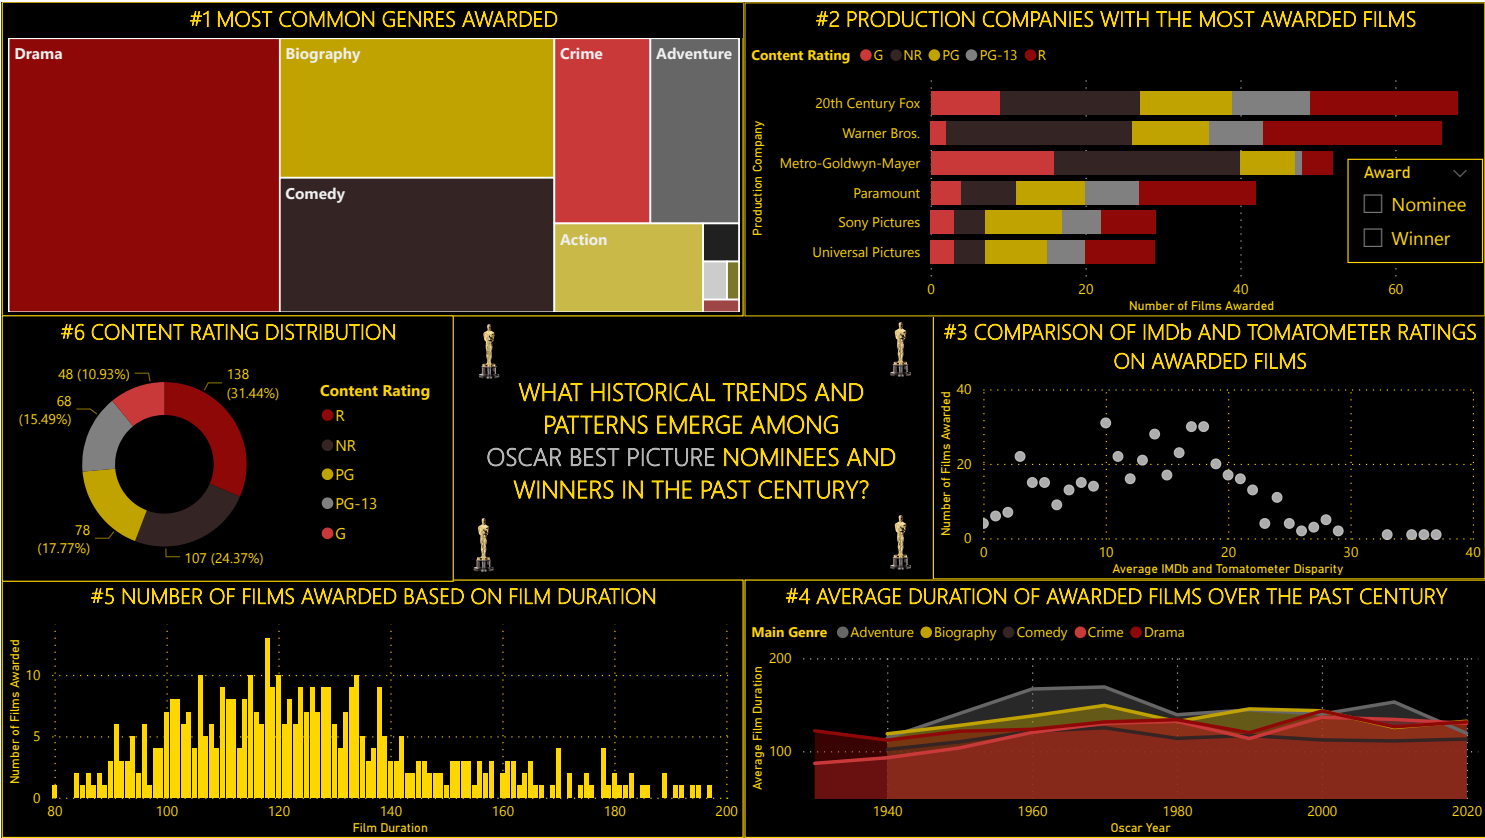 #1 MOST COMMON GENRES AWARDED
Drama
Biography
Crime
Adventure
Comedy
Action
#2 PRODUCTION COMPANIES WITH THE MOST AWARDED FILMS
Content Rating G NR PG PG-13 R
Production Company
20th Century Fox
Warner Bros.
Metro-Goldwyn-Mayer
Paramount
Sony Pictures
Universal Pictures
0 20 40 60
Number of Films Awarded
Award
Nominee
Winner
#6 CONTENT RATING DISTRIBUTION
48 (10.93%)
138
(31.44%)
68
(15.49%)
78
(17.77%)
107 (24.37%)
Content Rating
R
NR
PG
PG-13
G
WHAT HISTORICAL TRENDS AND
PATTERNS EMERGE AMONG
OSCAR BEST PICTURE NOMINEES AND
WINNERS IN THE PAST CENTURY?
#3 COMPARISON OF IMDb AND TOMATOMETER RATINGS
ON AWARDED FILMS
Number of Films Awarded
40
20
0
0 10 20 30 40
Average IMDb and Tomatometer Disparity
#5 NUMBER OF FILMS AWARDED BASED ON FILM DURATION
Number of Films Awarded
10
5
0
80 100 120 140 160 180 200
Film Duration
#4 AVERAGE DURATION OF AWARDED FILMS OVER THE PAST CENTURY
Main Genre Adventure Biography Comedy Crime Drama
Average Film Duration
200
100
1940 1960 1980 2000 2020
Oscar Year